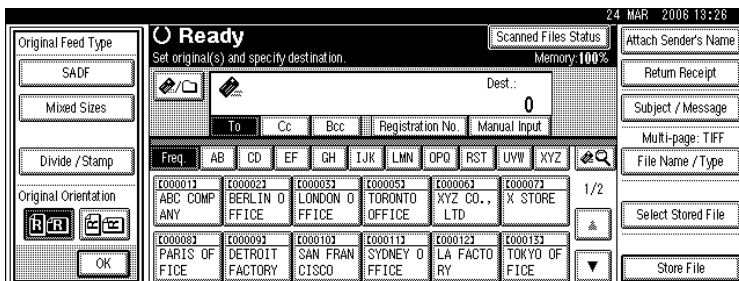 24 MAR 2006 13:26
Original Feed Type
SADF
Mixed Sizes
Divide / Stamp
Original Orientation
R R
OK
Ready
Scanned Files Status
Set original(s) and specify destination.
Memory:100%
Dest.:
0
To Cc Bcc Registration No. Manual Input
Freq. AB CD EF GH IJK LMN OPQ RST UVW XYZ
[00001] [00002] [00003] [00005] [00006] [00007]
ABC COMP BERLIN O LONDON O TORONTO XYZ CO., X STORE
ANY FFICE FFICE OFFICE LTD
1/2
[00008] [00009] [00010] [00011] [00012] [00013]
PARIS OF DETROIT SAN FRAN SYDNEY O LA FACTO TOKYO OF
FICE FACTORY CISCO FFICE RY FICE
Attach Sender's Name
Return Receipt
Subject / Message
Multi-page: TIFF
File Name / Type
Select Stored File
Store File